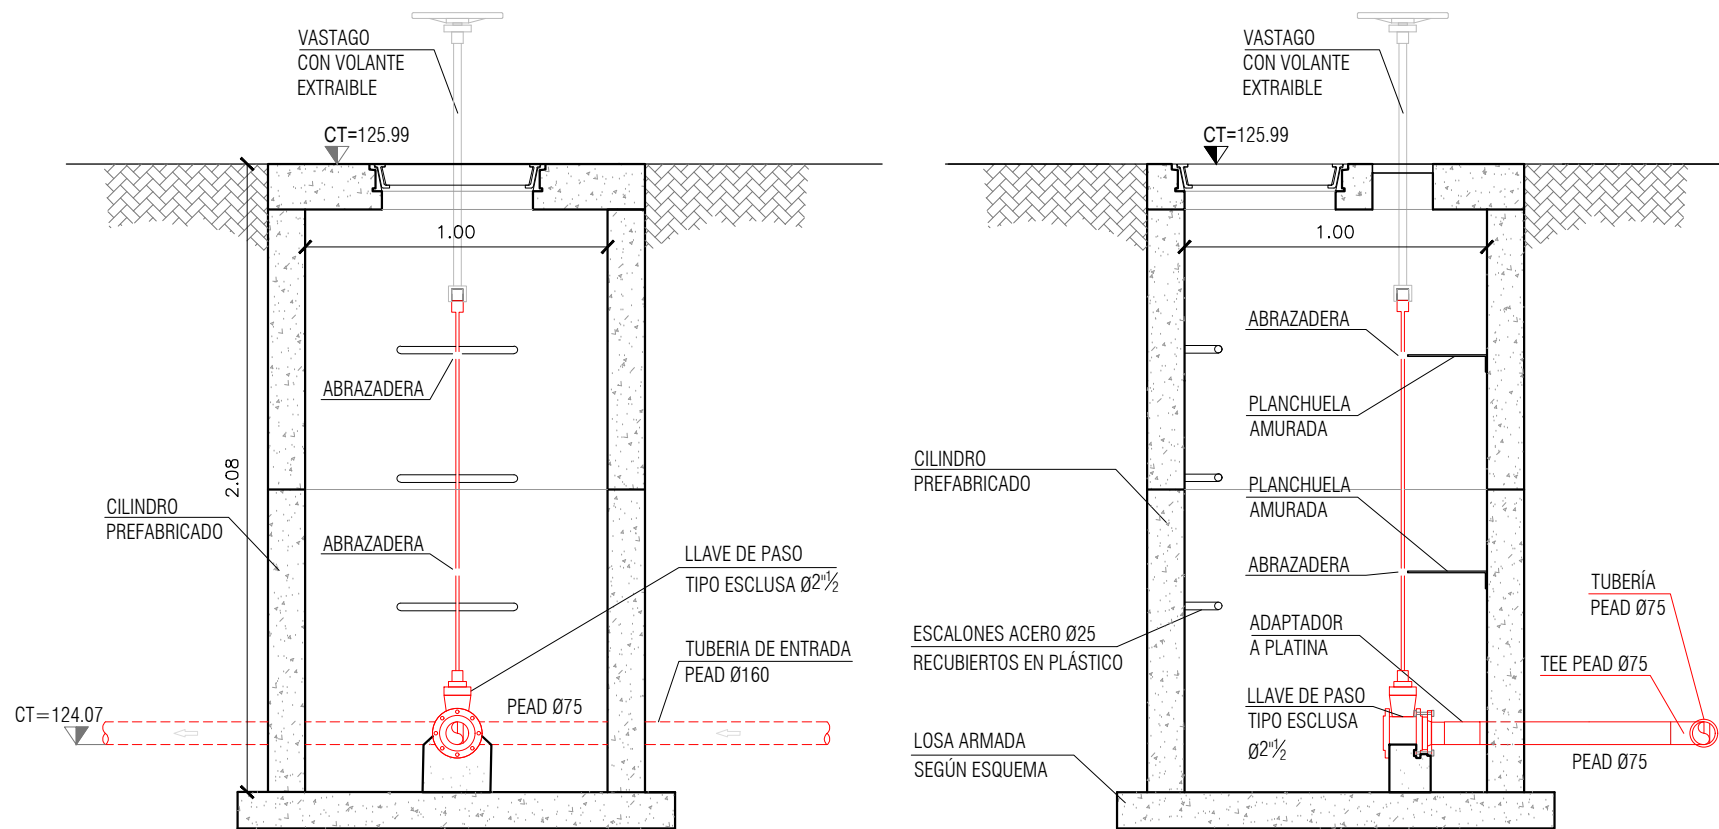 VASTAGO
CON VOLANTE
EXTRAIBLE
CT=125.99
1.00
ABRAZADERA
2.08
CILINDRO
PREFABRICADO
ABRAZADERA
LLAVE DE PASO
TIPO ESCLUSA Ø2"½
TUBERIA DE ENTRADA
PEAD Ø160
PEAD Ø75
CT=124.07
VASTAGO
CON VOLANTE
EXTRAIBLE
CT=125.99
1.00
ABRAZADERA
PLANCHUELA
AMURADA
CILINDRO
PREFABRICADO
PLANCHUELA
AMURADA
ABRAZADERA
TUBERÍA
PEAD Ø75
ESCALONES ACERO Ø25
RECUBIERTOS EN PLÁSTICO
ADAPTADOR
A PLATINA
TEE PEAD Ø75
LLAVE DE PASO
TIPO ESCLUSA
Ø2"½
LOSA ARMADA
SEGÚN ESQUEMA
PEAD Ø75